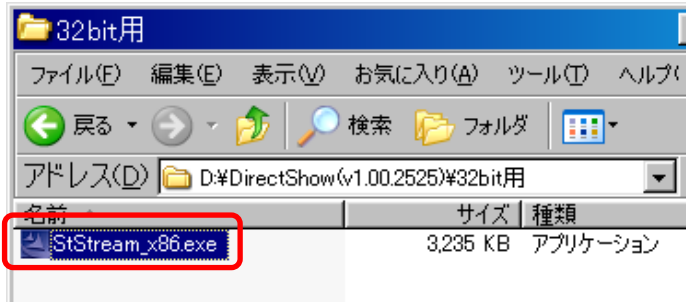 32bit用
ファイル(F) 編集(E) 表示(V) お気に入り(A) ツール(T) ヘルプ(
戻る 検索 フォルダ
アドレス(D) D:¥DirectShow(v1.00.2525)¥32bit用
名前 サイズ 種類
StStream_x86.exe 3,235 KB アプリケーション